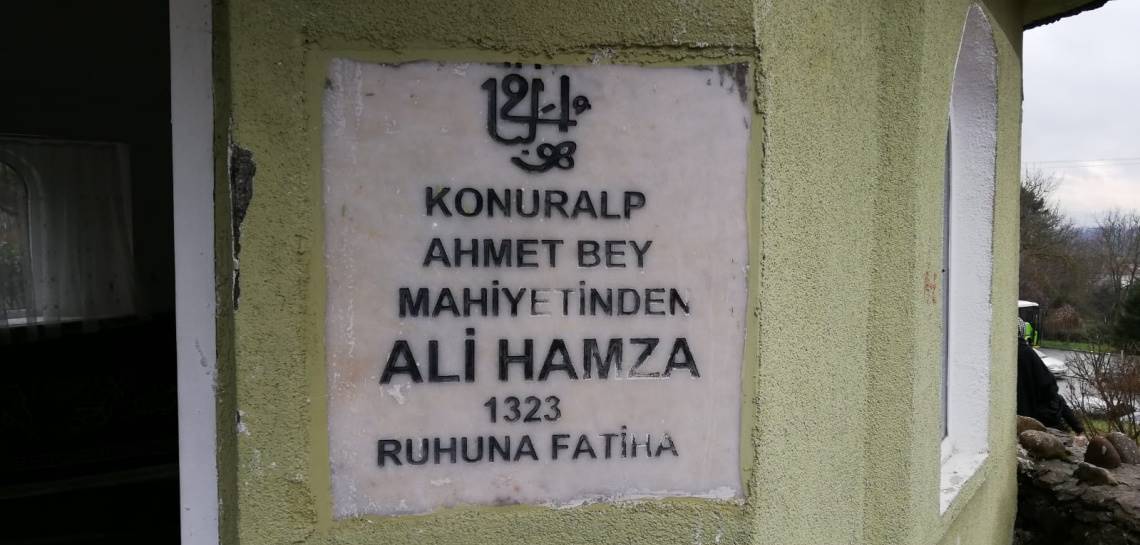 KONURALP
AHMET BEY
MAHİYETİNDEN
ALİ HAMZA
1323
RUHUNA FATİHA